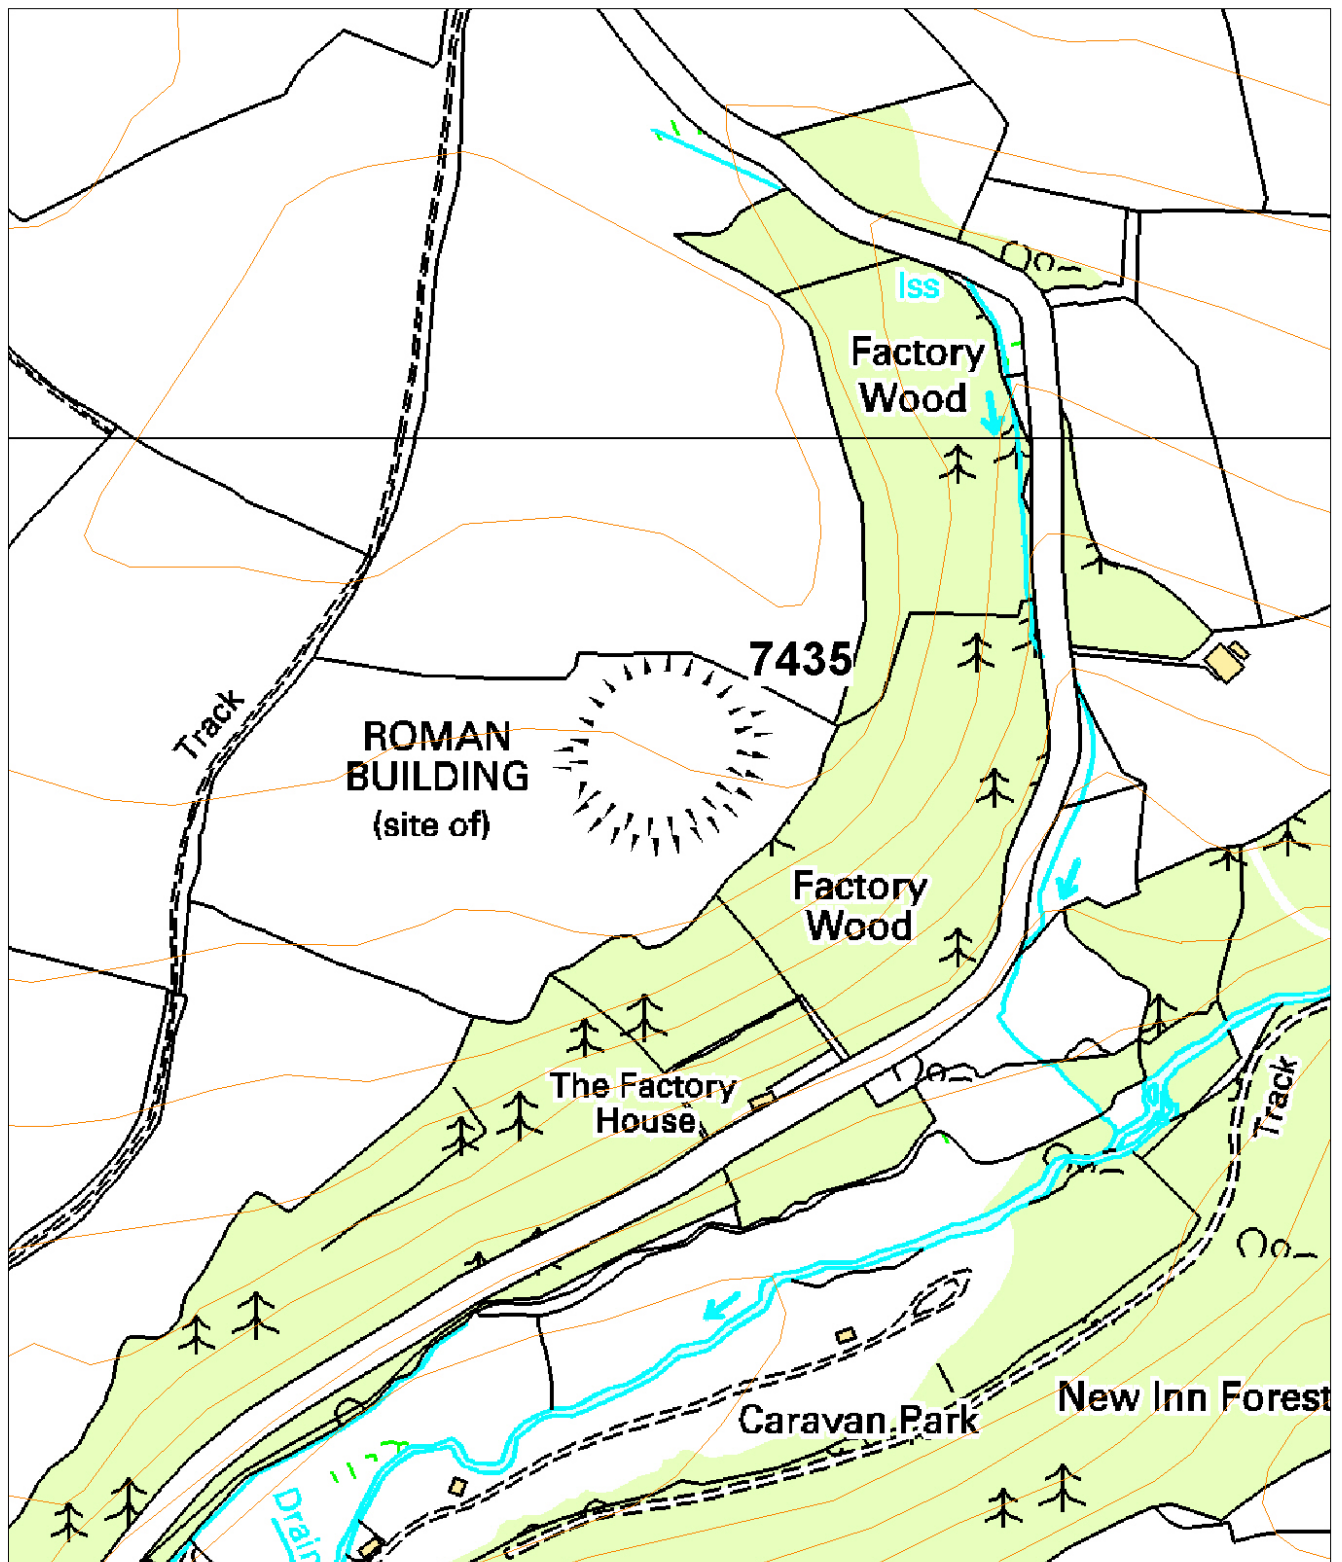 Iss
Factory
Wood
7435
Track
ROMAN
BUILDING
(site of)
Factory
Wood
The Factory
House
Track
New Inn Forest
Caravan Park
Drain